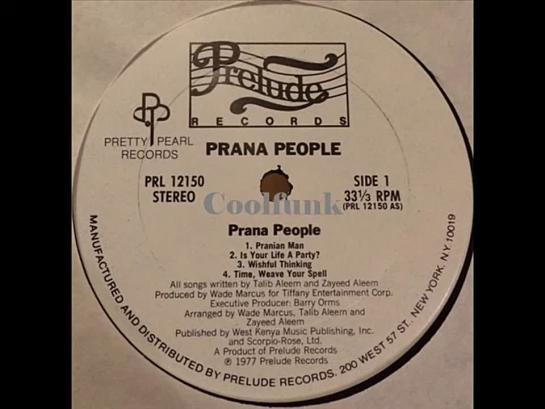 Prelude
RECORDS
PRETTY PEARL
RECORDS
PRANA PEOPLE
PRL 12150
STEREO
SIDE 1
33⅓ RPM
(PRL 12150 AS)
Coolfunk
Prana People
1. Pranian Man
2. Is Your Life A Party?
3. Wishful Thinking
4. Time, Weave Your Spell
All songs written by Talib Aleem and Zayeed Aleem
Produced by Wade Marcus for Tiffany Entertainment Corp.
Executive Producer: Barry Orms
Arranged by Wade Marcus, Talib Aleem and
Zayeed Aleem
Published by West Kenya Music Publishing, Inc.
and Scorpio-Rose, Ltd.
A Product of Prelude Records
℗ 1977 Prelude Records
MANUFACTURED AND DISTRIBUTED BY PRELUDE RECORDS, 200 WEST 57 ST. NEW YORK, NY 10019